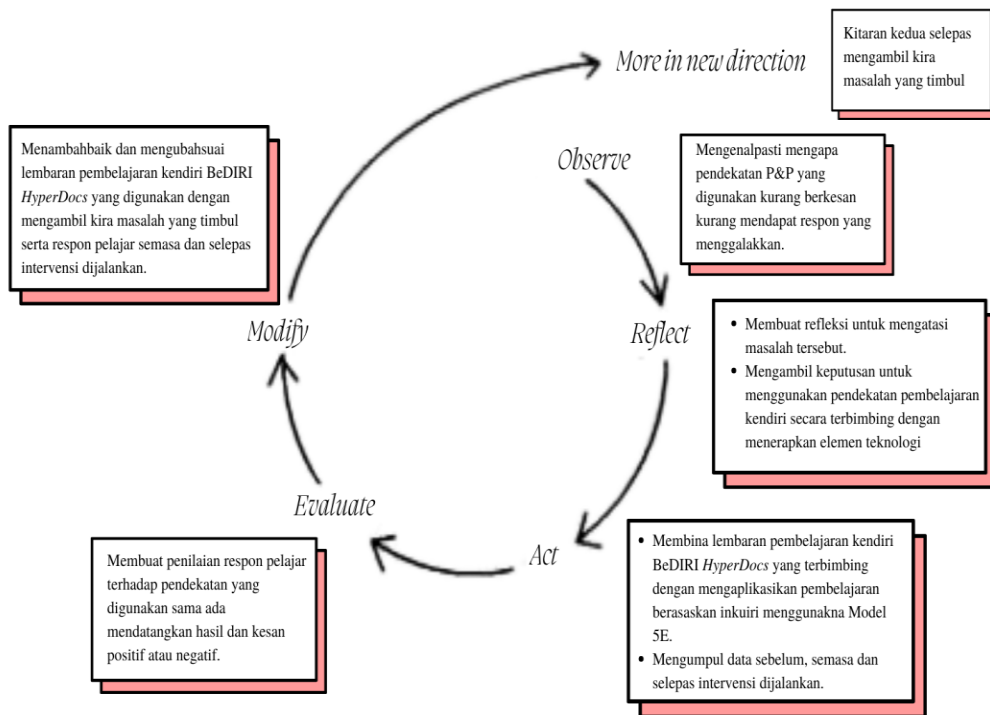 More in new direction
Kitaran kedua selepas
mengambil kira
masalah yang timbul
Observe
Mengenalpasti mengapa
pendekatan P&P yang
digunakan kurang berkesan
kurang mendapat respon yang
menggalakkan.
Reflect
• Membuat refleksi untuk mengatasi
masalah tersebut.
• Mengambil keputusan untuk
menggunakan pendekatan pembelajaran
kendiri secara terbimbing dengan
menerapkan elemen teknologi
Act
• Membina lembaran pembelajaran kendiri
BeDIRI HyperDocs yang terbimbing
dengan mengaplikasikan pembelajaran
berasaskan inkuiri menggunakna Model
5E.
• Mengumpul data sebelum, semasa dan
selepas intervensi dijalankan.
Evaluate
Membuat penilaian respon pelajar
terhadap pendekatan yang
digunakan sama ada
mendatangkan hasil dan kesan
positif atau negatif.
Modify
Menambahbaik dan mengubahsuai
lembaran pembelajaran kendiri BeDIRI
HyperDocs yang digunakan dengan
mengambil kira masalah yang timbul
serta respon pelajar semasa dan selepas
intervensi dijalankan.